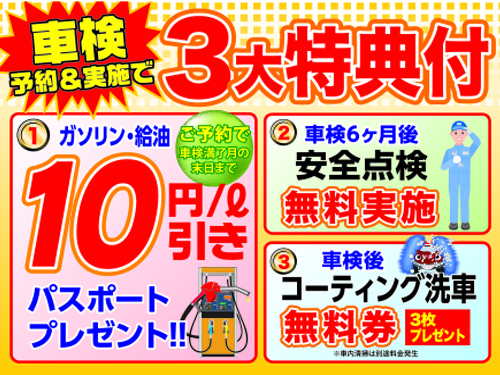 車検
予約&実施で
3大特典付
① ガソリン・給油
ご予約で
車検満了月の
末日まで
10円/ℓ
引き
パスポート
プレゼント!!
② 車検6ヶ月後
安全点検
無料実施
③ 車検後
コーティング洗車
無料券
3枚
プレゼント
※車内清掃は別途料金発生